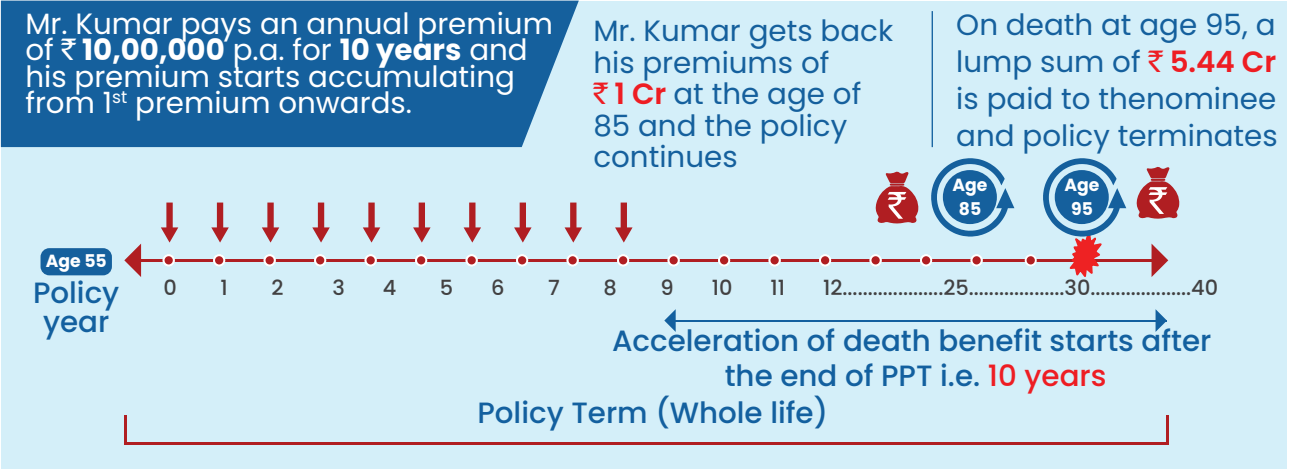 Mr. Kumar pays an annual premium
of ₹ 10,00,000 p.a. for 10 years and
his premium starts accumulating
from 1st premium onwards.
Mr. Kumar gets back
his premiums of
₹ 1 Cr at the age of
85 and the policy
continues
On death at age 95, a
lump sum of ₹ 5.44 Cr
is paid to thenominee
and policy terminates
₹
Age
85
Age
95
₹
Age 55
Policy
year
0 1 2 3 4 5 6 7 8 9 10 11 12.....................25.....................30.....................40
Acceleration of death benefit starts after
the end of PPT i.e. 10 years
Policy Term (Whole life)